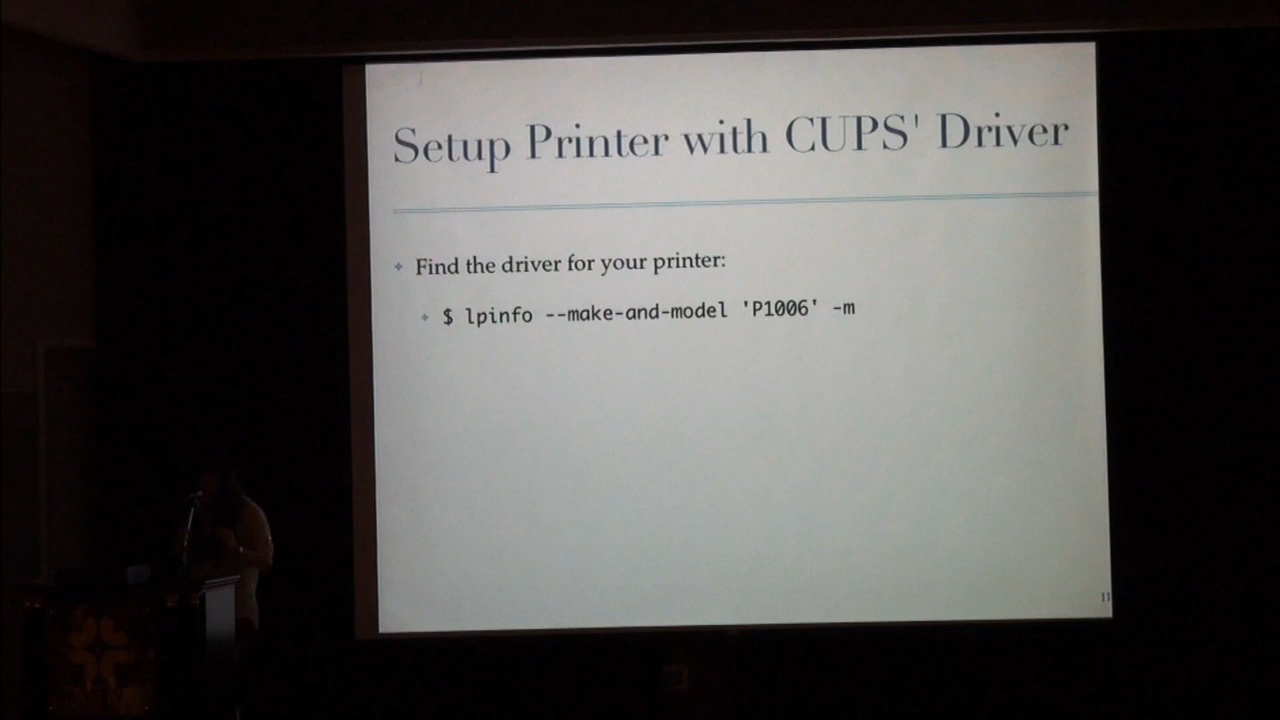 Setup Printer with CUPS' Driver
Find the driver for your printer:
$ lpinfo --make-and-model 'P1006' -m
11